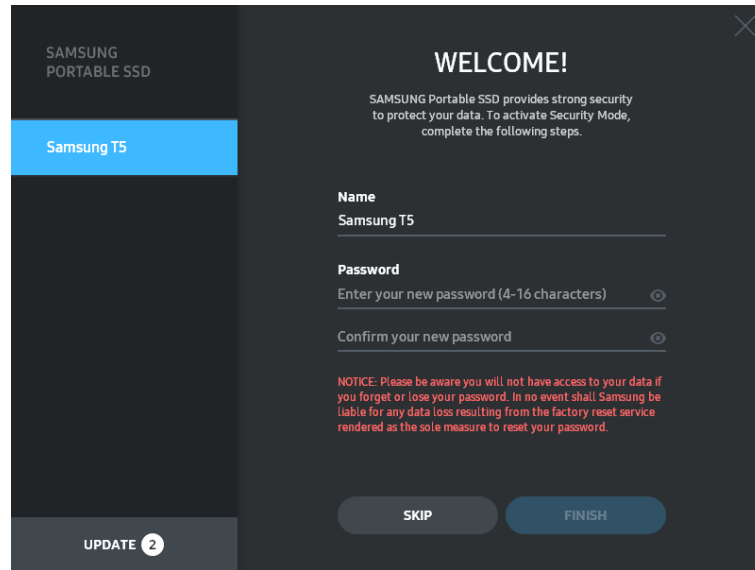 SAMSUNG
PORTABLE SSD
Samsung T5
UPDATE 2
WELCOME!
SAMSUNG Portable SSD provides strong security
to protect your data. To activate Security Mode,
complete the following steps.
Name
Samsung T5
Password
Enter your new password (4-16 characters)
Confirm your new password
NOTICE: Please be aware you will not have access to your data if
you forget or lose your password. In no event shall Samsung be
liable for any data loss resulting from the factory reset service
rendered as the sole measure to reset your password.
SKIP
FINISH